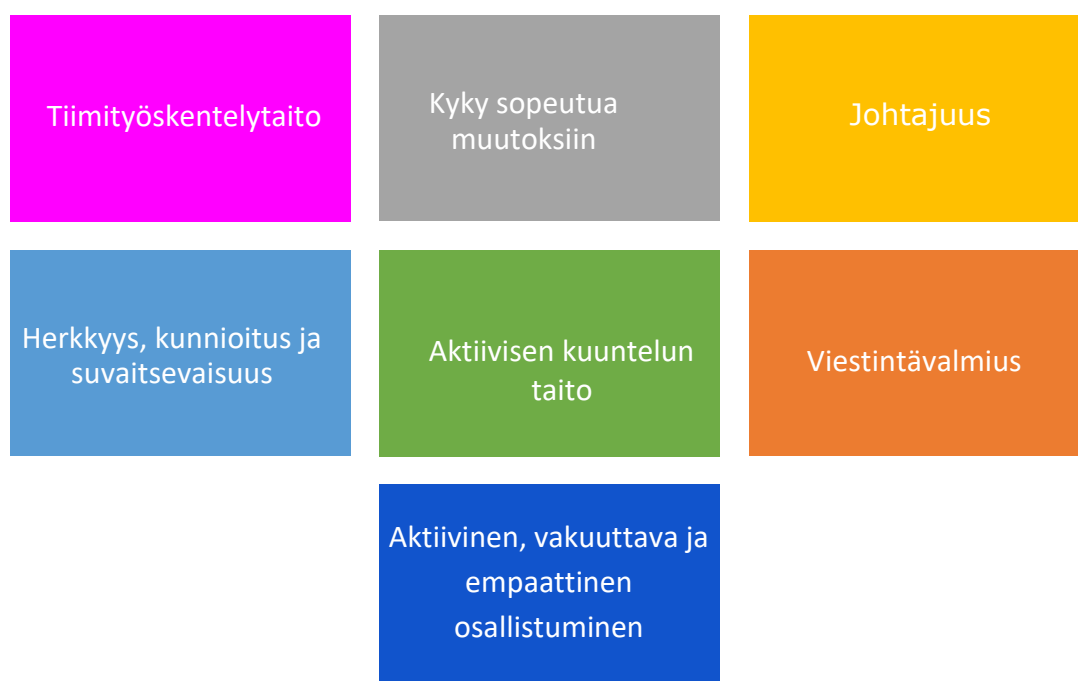 Tiimityöskentelytaito
Kyky sopeutua
muutoksiin
Johtajuus
Herkkyys, kunnioitus ja
suvaitsevaisuus
Aktiivisen kuuntelun
taito
Viestintävalmius
Aktiivinen, vakuuttava ja
empaattinen
osallistuminen